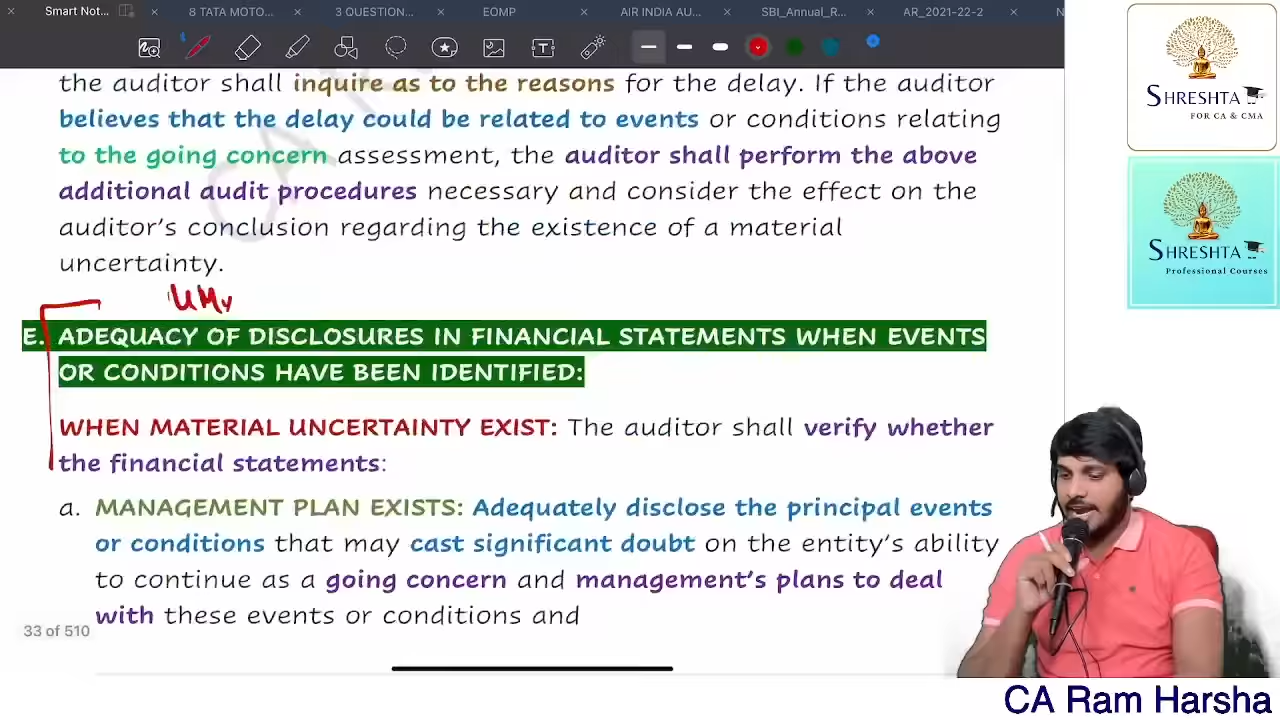 Smart Not...
8 TATA MOTO...
3 QUESTION...
EOMP
AIR INDIA AU...
SBI_Annual_R...
AR_2021-22-2
the auditor shall inquire as to the reasons for the delay. If the auditor
believes that the delay could be related to events or conditions relating
to the going concern assessment, the auditor shall perform the above
additional audit procedures necessary and consider the effect on the
auditor's conclusion regarding the existence of a material
uncertainty.
E. ADEQUACY OF DISCLOSURES IN FINANCIAL STATEMENTS WHEN EVENTS
OR CONDITIONS HAVE BEEN IDENTIFIED:
WHEN MATERIAL UNCERTAINTY EXIST: The auditor shall verify whether
the financial statements:
a. MANAGEMENT PLAN EXISTS: Adequately disclose the principal events
or conditions that may cast significant doubt on the entity's ability
to continue as a going concern and management's plans to deal
with these events or conditions and
33 of 510
SHRESHTA
FOR CA & CMA
SHRESHTA
Professional Courses
CA Ram Harsha